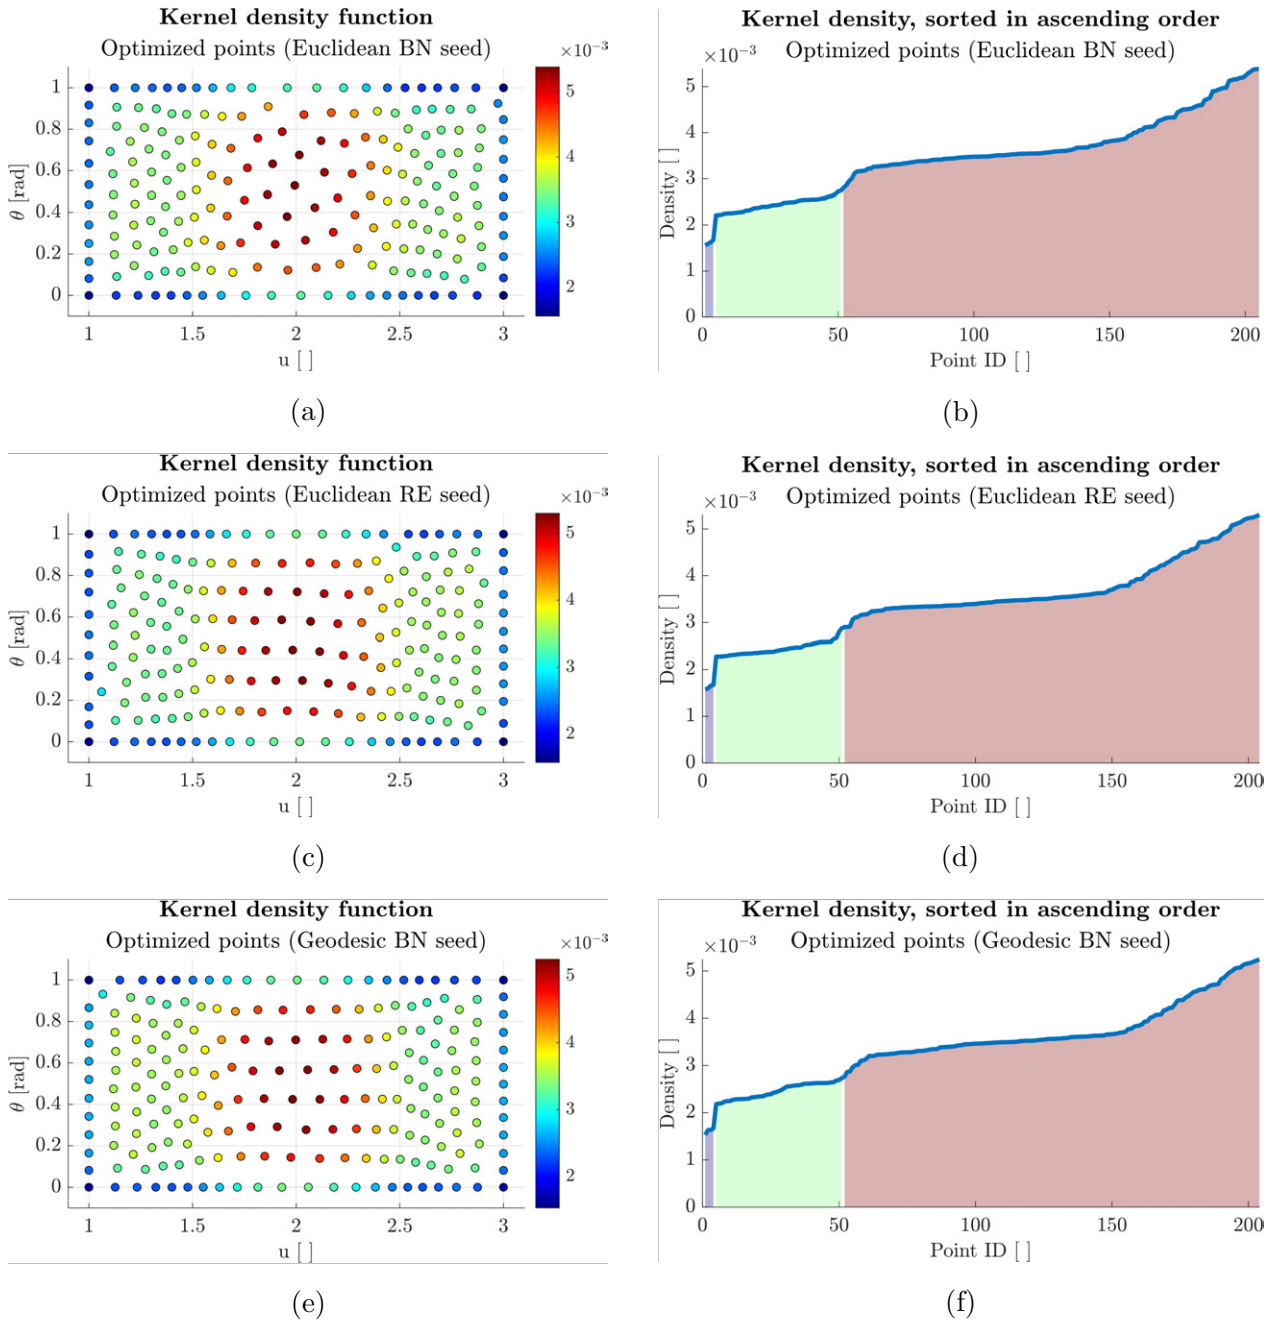 Kernel density function
Optimized points (Euclidean BN seed)
×10⁻³
1
0.8
0.6
0.4
0.2
0
θ [rad]
1
1.5
2
2.5
3
u [ ]
5
4
3
2
(a)
Kernel density, sorted in ascending order
Optimized points (Euclidean BN seed)
×10⁻³
5
4
3
2
1
0
Density [ ]
0
50
100
150
200
Point ID [ ]
(b)
Kernel density function
Optimized points (Euclidean RE seed)
×10⁻³
1
0.8
0.6
0.4
0.2
0
θ [rad]
1
1.5
2
2.5
3
u [ ]
5
4
3
2
(c)
Kernel density, sorted in ascending order
Optimized points (Euclidean RE seed)
×10⁻³
5
4
3
2
1
0
Density [ ]
0
50
100
150
200
Point ID [ ]
(d)
Kernel density function
Optimized points (Geodesic BN seed)
×10⁻³
1
0.8
0.6
0.4
0.2
0
θ [rad]
1
1.5
2
2.5
3
u [ ]
5
4
3
2
(e)
Kernel density, sorted in ascending order
Optimized points (Geodesic BN seed)
×10⁻³
5
4
3
2
1
0
Density [ ]
0
50
100
150
200
Point ID [ ]
(f)